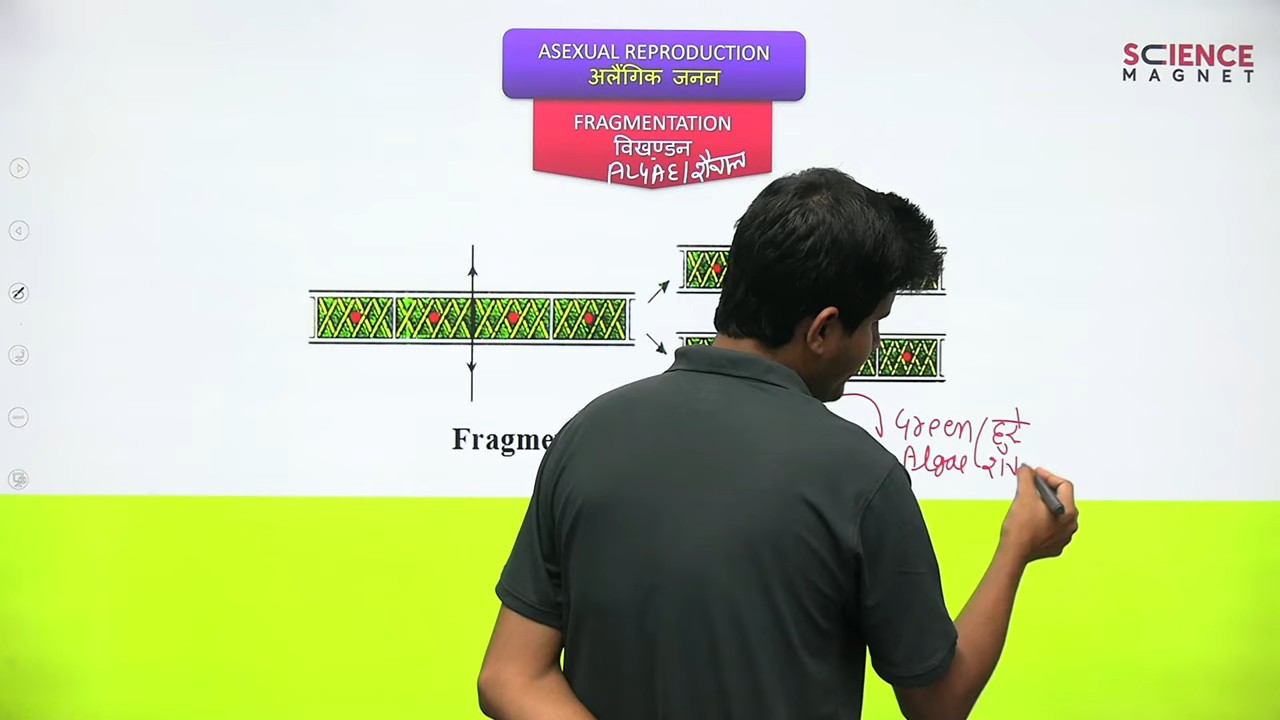 ASEXUAL REPRODUCTION
अलैंगिक जनन
SCIENCE
MAGNET
FRAGMENTATION
विखण्डन
ALGAE/शैवाल
Green/हरे
Algae
Fragme